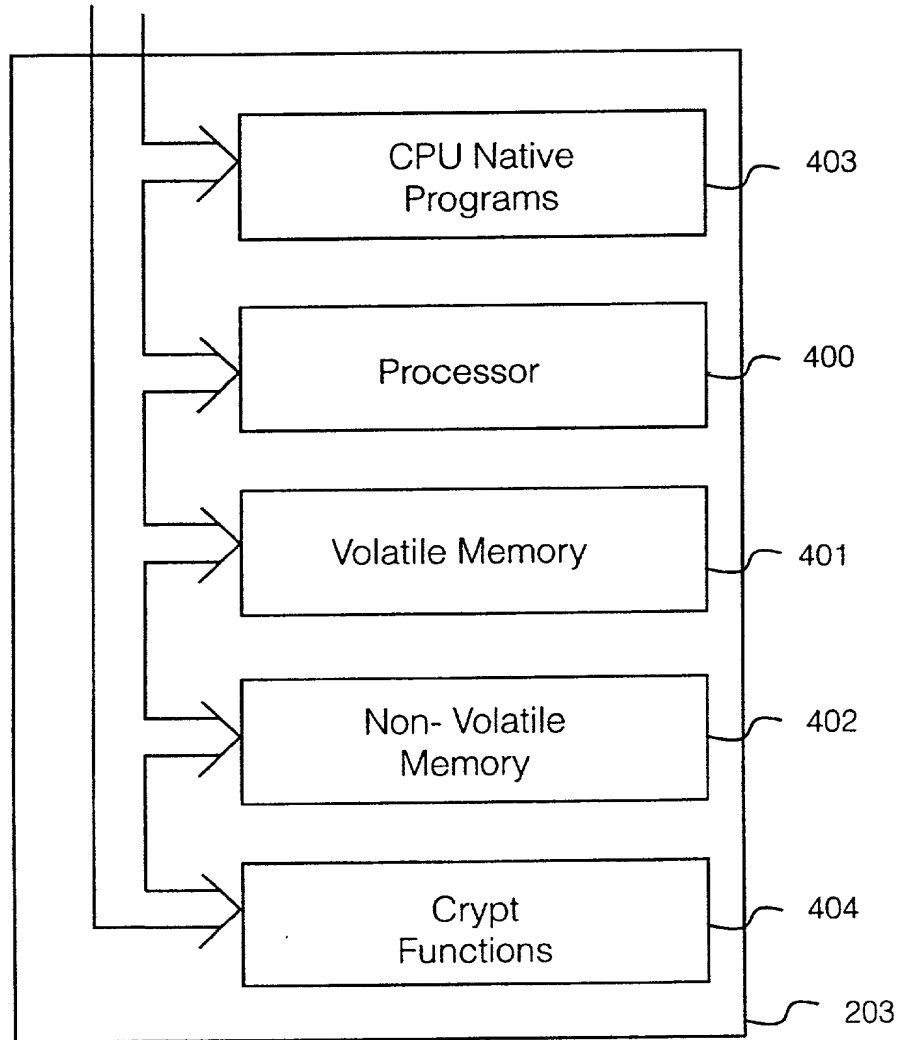 CPU Native
Programs
403
Processor
400
Volatile Memory
401
Non- Volatile
Memory
402
Crypt
Functions
404
203